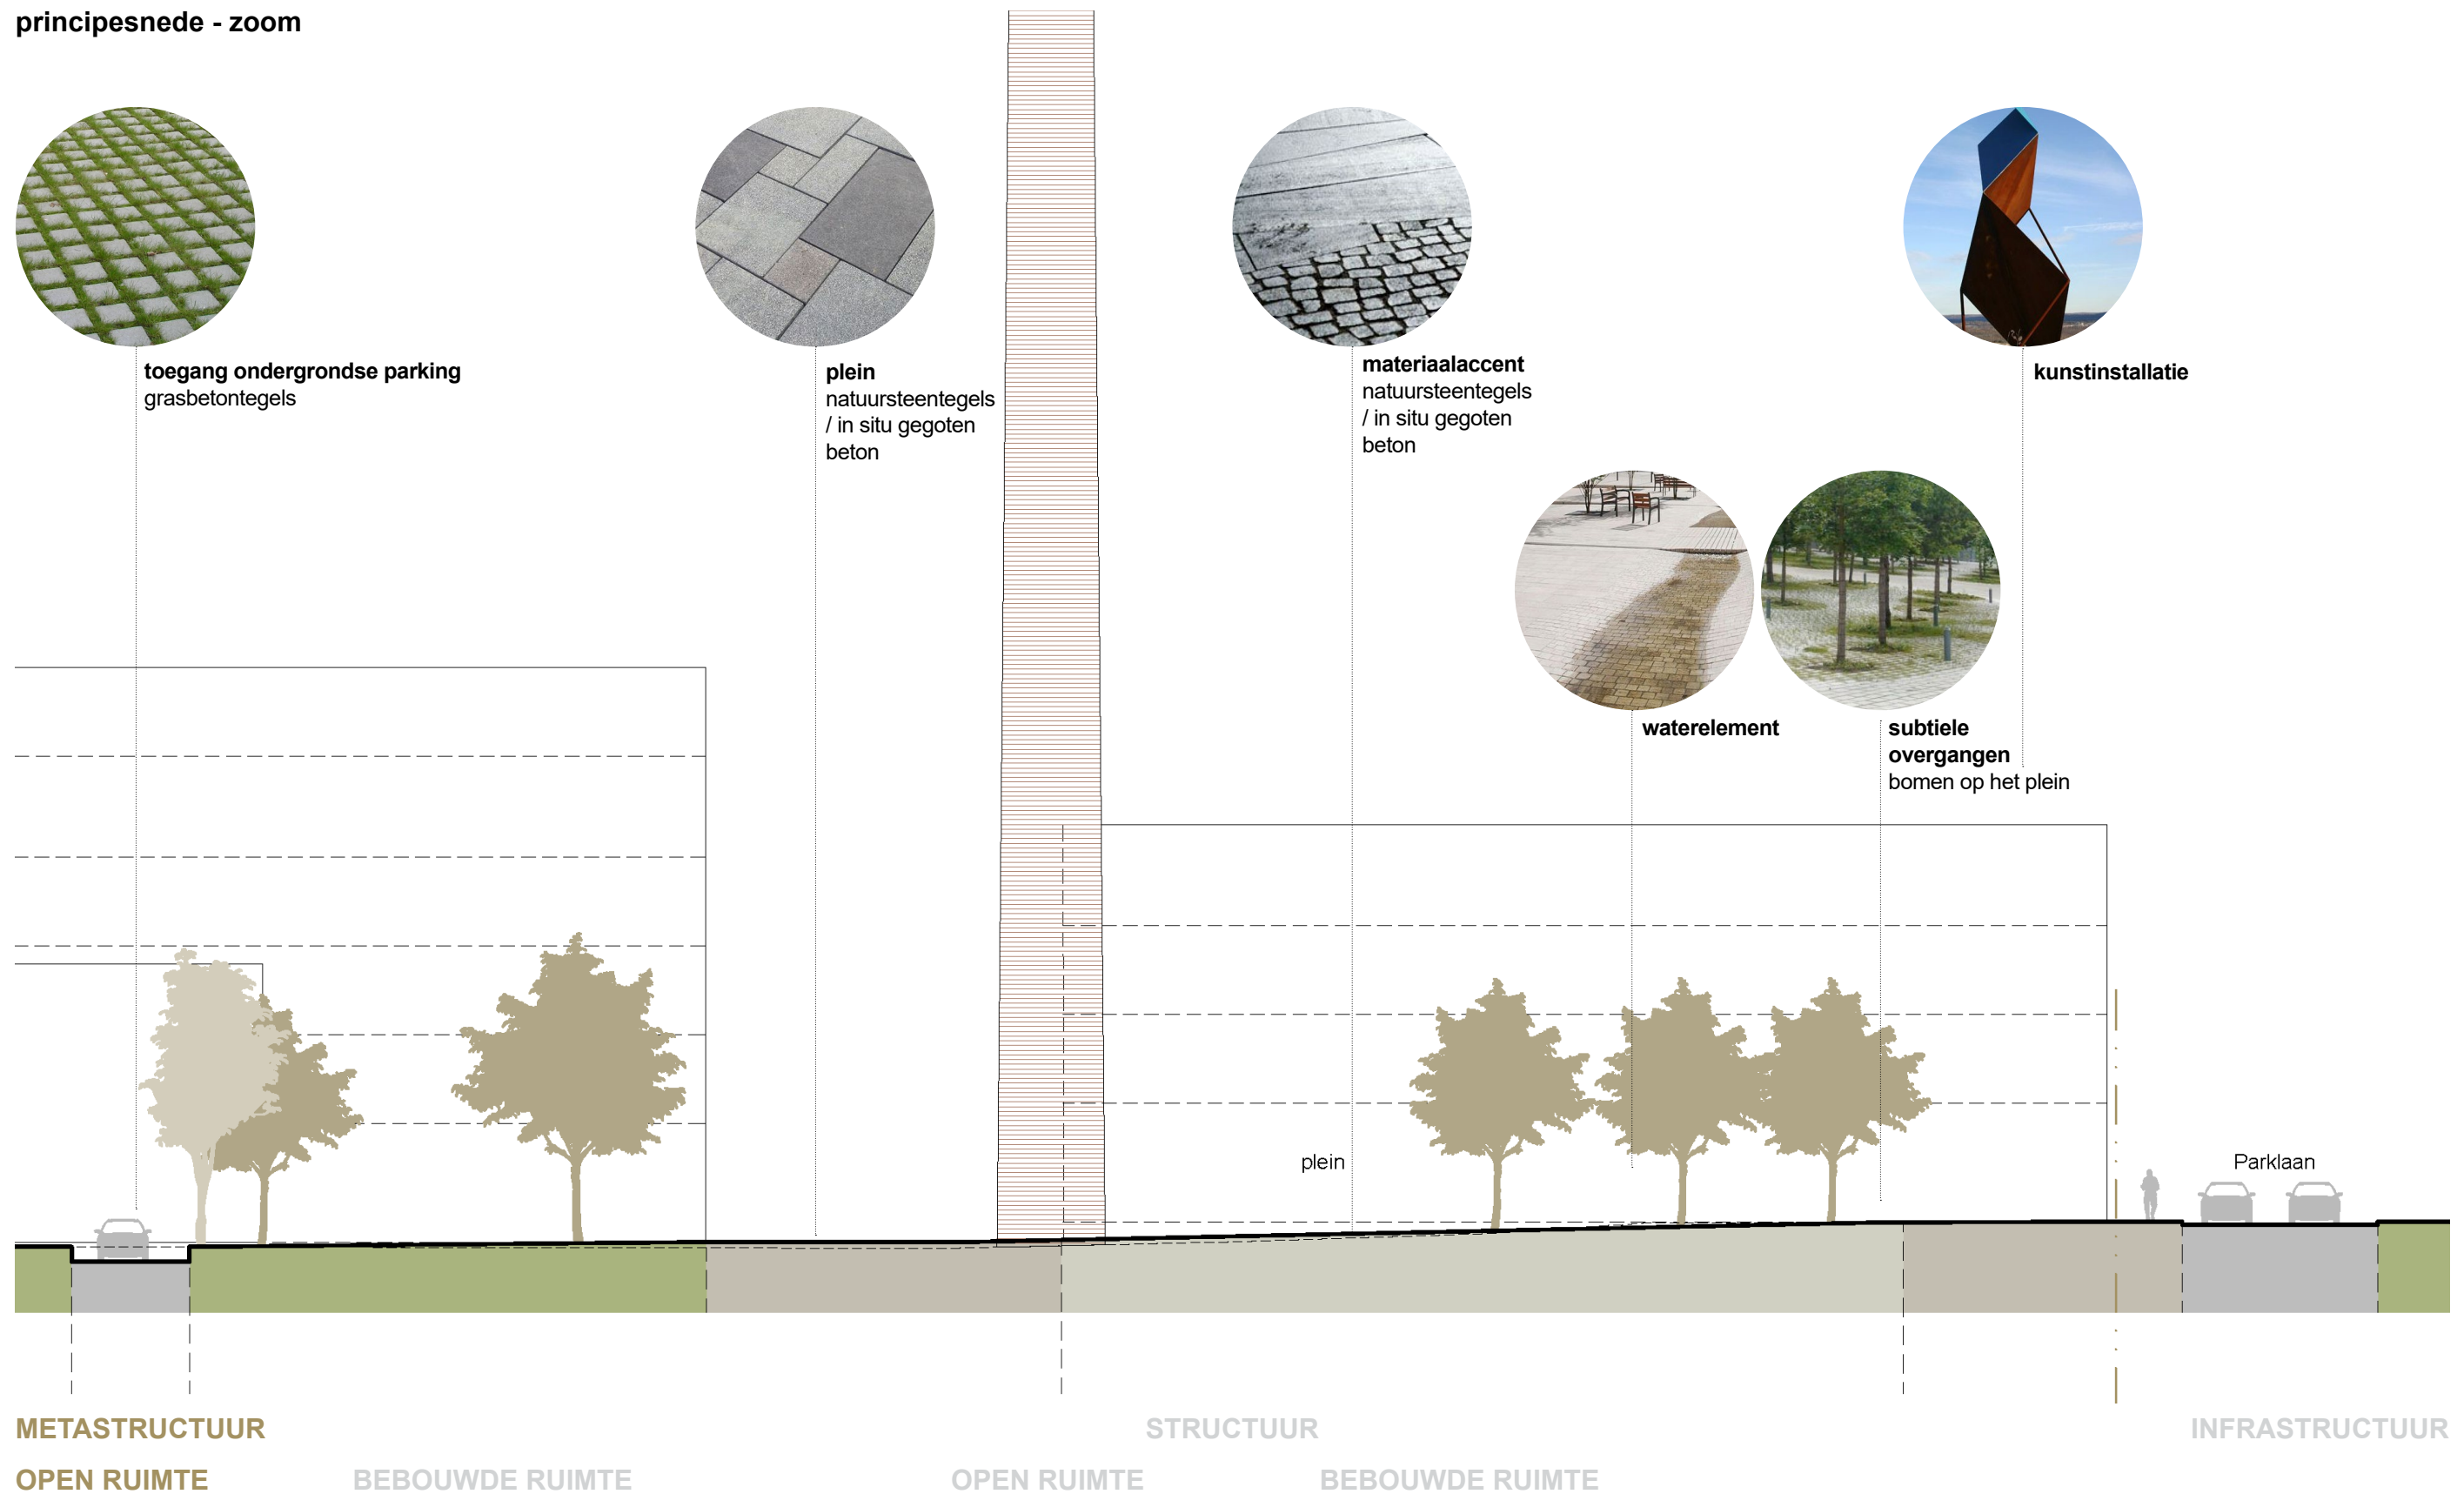 principesnede - zoom
toegang ondergrondse parking
grasbetontegels
plein
natuursteentegels
/ in situ gegoten
beton
materiaalaccent
natuursteentegels
/ in situ gegoten
beton
kunstinstallatie
waterelement
subtiele
overgangen
bomen op het plein
plein
Parklaan
METASTRUCTUUR
STRUCTUUR
INFRASTRUCTUUR
OPEN RUIMTE
BEBOUWDE RUIMTE
OPEN RUIMTE
BEBOUWDE RUIMTE